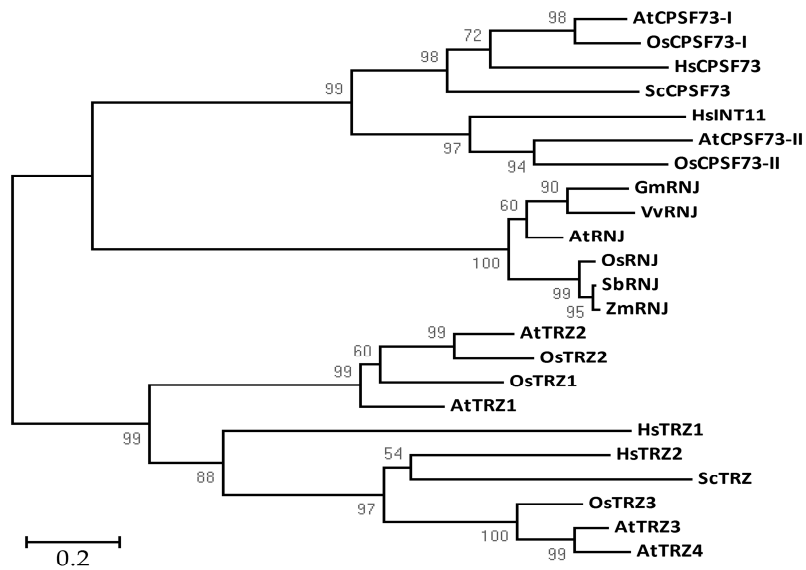 98 AtCPSF73-I
OsCPSF73-I
72
HsCPSF73
98
ScCPSF73
99
HsINT11
97
AtCPSF73-II
94
OsCPSF73-II
90 GmRNJ
VvRNJ
60
AtRNJ
100
OsRNJ
99
SbRNJ
95
ZmRNJ
99 AtTRZ2
OsTRZ2
60
OsTRZ1
99
AtTRZ1
99
HsTRZ1
88
54 HsTRZ2
ScTRZ
97
OsTRZ3
100
AtTRZ3
99
AtTRZ4
0.2